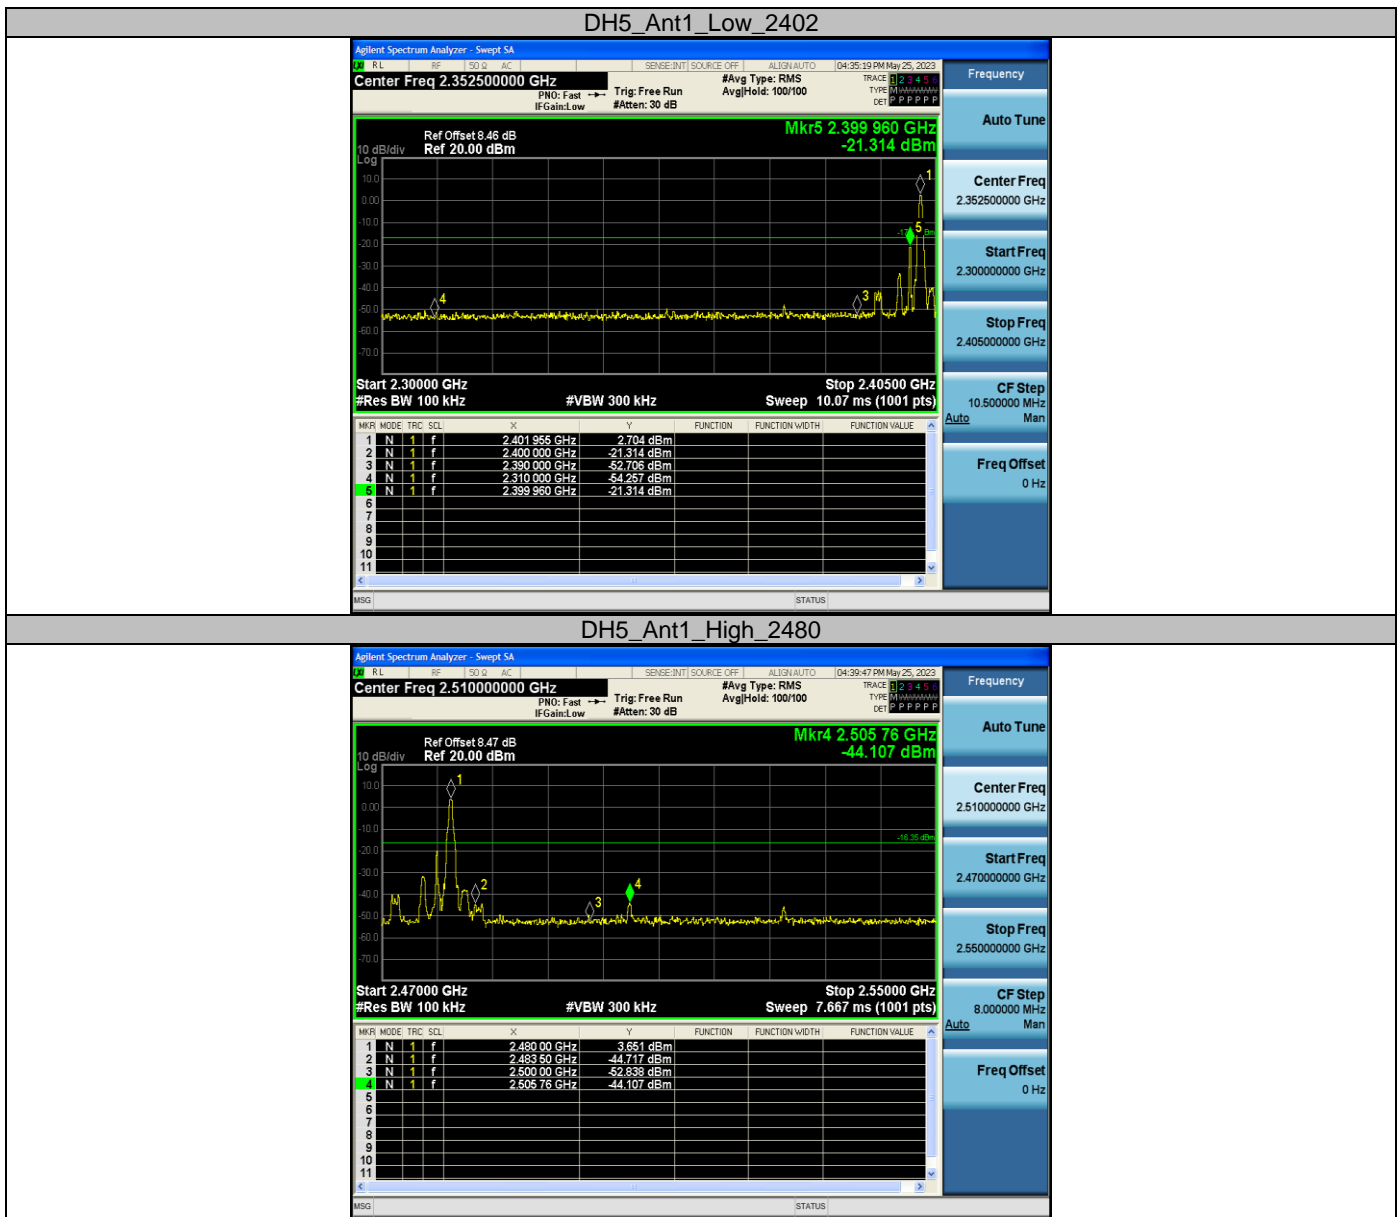 DH5_Ant1_Low_2402
Agilent Spectrum Analyzer - Swept SA
RL RF 50 Ω AC SENSE:INT SOURCE OFF ALIGNAUTO 04:35:19 PM May 25, 2023
Center Freq 2.352500000 GHz
PNO: Fast
IFGain:Low
Trig: Free Run
#Atten: 30 dB
#Avg Type: RMS
Avg|Hold: 100/100
TRACE 1 2 3 4 5 6
TYPE M
DET P P P P P P
Frequency
Auto Tune
Center Freq
2.352500000 GHz
Start Freq
2.300000000 GHz
Stop Freq
2.405000000 GHz
CF Step
10.500000 MHz
Auto Man
Freq Offset
0 Hz
Mkr5 2.399 960 GHz
-21.314 dBm
Ref Offset 8.46 dB
10 dB/div Ref 20.00 dBm
Log
10.0
0.00
-10.0
-20.0
-30.0
-40.0
-50.0
-60.0
-70.0
1
5
4
3
Start 2.30000 GHz Stop 2.40500 GHz
#Res BW 100 kHz #VBW 300 kHz Sweep 10.07 ms (1001 pts)
MKR MODE TRC SCL X Y FUNCTION FUNCTION WIDTH FUNCTION VALUE
1 N 1 f 2.401 955 GHz 2.704 dBm
2 N 1 f 2.400 000 GHz -21.314 dBm
3 N 1 f 2.390 000 GHz -52.706 dBm
4 N 1 f 2.310 000 GHz -54.257 dBm
5 N 1 f 2.399 960 GHz -21.314 dBm
6
7
8
9
10
11
MSG STATUS
DH5_Ant1_High_2480
Agilent Spectrum Analyzer - Swept SA
RL RF 50 Ω AC SENSE:INT SOURCE OFF ALIGNAUTO 04:39:47 PM May 25, 2023
Center Freq 2.510000000 GHz
PNO: Fast
IFGain:Low
Trig: Free Run
#Atten: 30 dB
#Avg Type: RMS
Avg|Hold: 100/100
TRACE 1 2 3 4 5 6
TYPE M
DET P P P P P P
Frequency
Auto Tune
Center Freq
2.510000000 GHz
Start Freq
2.470000000 GHz
Stop Freq
2.550000000 GHz
CF Step
8.000000 MHz
Auto Man
Freq Offset
0 Hz
Mkr4 2.505 76 GHz
-44.107 dBm
Ref Offset 8.47 dB
10 dB/div Ref 20.00 dBm
Log
10.0
0.00
-10.0
-20.0
-30.0
-40.0
-50.0
-60.0
-70.0
1
-16.35 dBm
2
3
4
Start 2.47000 GHz Stop 2.55000 GHz
#Res BW 100 kHz #VBW 300 kHz Sweep 7.667 ms (1001 pts)
MKR MODE TRC SCL X Y FUNCTION FUNCTION WIDTH FUNCTION VALUE
1 N 1 f 2.480 00 GHz 3.651 dBm
2 N 1 f 2.483 50 GHz -44.717 dBm
3 N 1 f 2.500 00 GHz -52.838 dBm
4 N 1 f 2.505 76 GHz -44.107 dBm
5
6
7
8
9
10
11
MSG STATUS